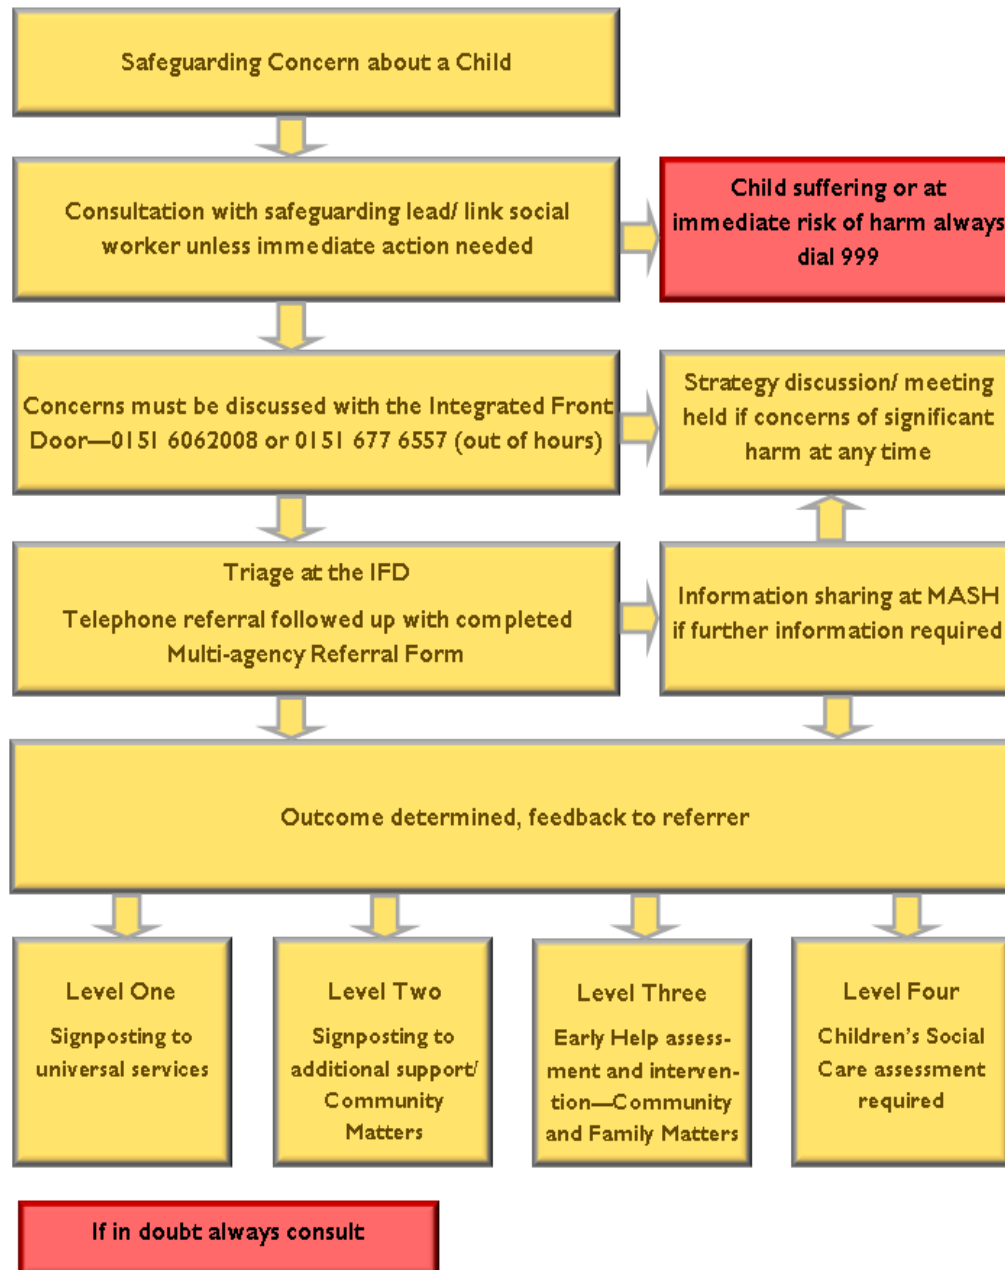 Safeguarding Concern about a Child
Consultation with safeguarding lead/ link social
worker unless immediate action needed
Child suffering or at
immediate risk of harm always
dial 999
Concerns must be discussed with the Integrated Front
Door—0151 6062008 or 0151 677 6557 (out of hours)
Strategy discussion/ meeting
held if concerns of significant
harm at any time
Triage at the IFD
Telephone referral followed up with completed
Multi-agency Referral Form
Information sharing at MASH
if further information required
Outcome determined, feedback to referrer
Level One
Signposting to
universal services
Level Two
Signposting to
additional support/
Community
Matters
Level Three
Early Help assess-
ment and interven-
tion—Community
and Family Matters
Level Four
Children’s Social
Care assessment
required
If in doubt always consult